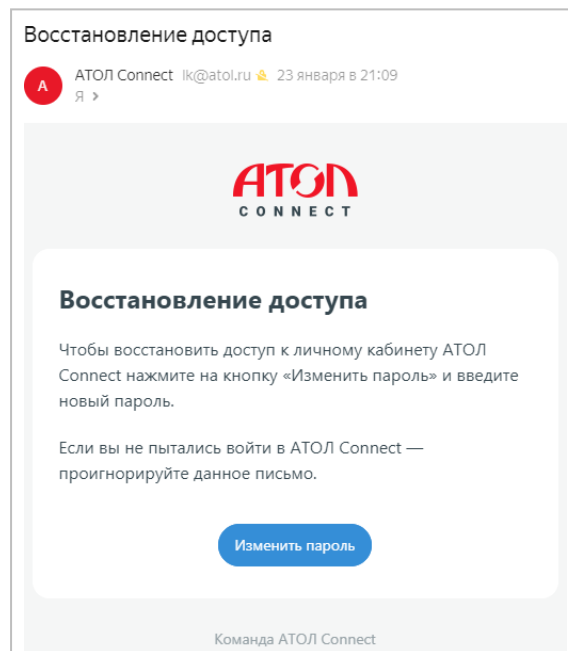 Восстановление доступа
А
АТОЛ Connect lk@atol.ru 23 января в 21:09
Я >
АТОЛ
CONNECT
Восстановление доступа
Чтобы восстановить доступ к личному кабинету АТОЛ
Connect нажмите на кнопку «Изменить пароль» и введите
новый пароль.
Если вы не пытались войти в АТОЛ Connect —
проигнорируйте данное письмо.
Изменить пароль
Команда АТОЛ Connect